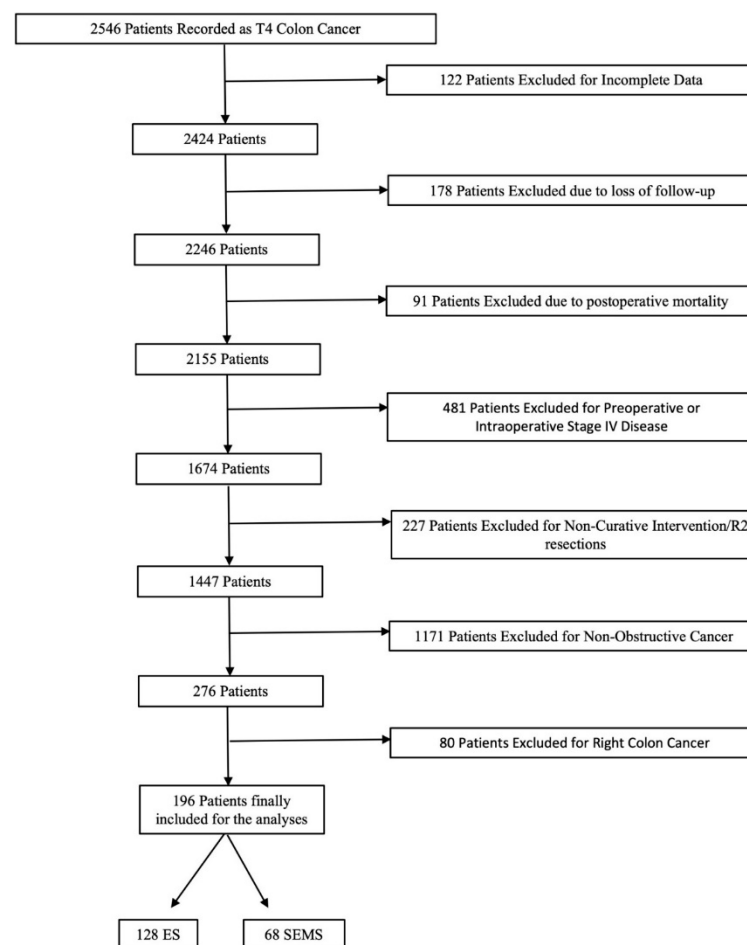 2546 Patients Recorded as T4 Colon Cancer
122 Patients Excluded for Incomplete Data
2424 Patients
178 Patients Excluded due to loss of follow-up
2246 Patients
91 Patients Excluded due to postoperative mortality
2155 Patients
481 Patients Excluded for Preoperative or
Intraoperative Stage IV Disease
1674 Patients
227 Patients Excluded for Non-Curative Intervention/R2
resections
1447 Patients
1171 Patients Excluded for Non-Obstructive Cancer
276 Patients
80 Patients Excluded for Right Colon Cancer
196 Patients finally
included for the analyses
128 ES
68 SEMS